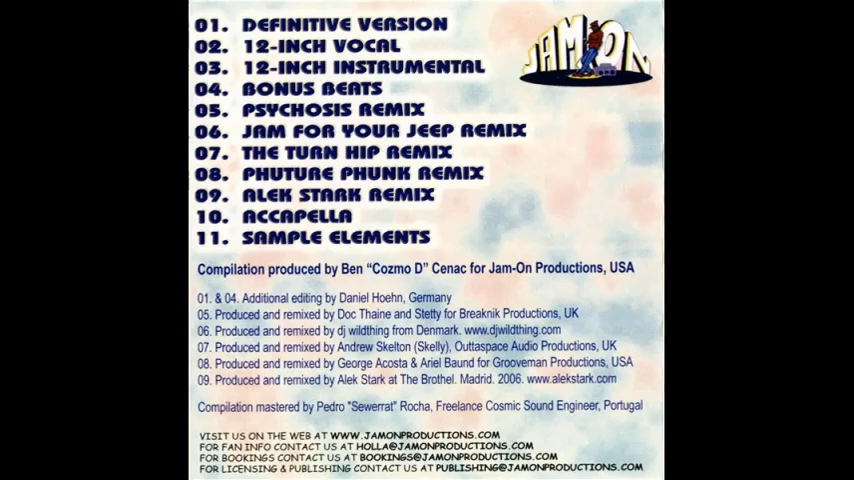 JAM ON
01. DEFINITIVE VERSION
02. 12-INCH VOCAL
03. 12-INCH INSTRUMENTAL
04. BONUS BEATS
05. PSYCHOSIS REMIX
06. JAM FOR YOUR JEEP REMIX
07. THE TURN HIP REMIX
08. PHUTURE PHUNK REMIX
09. ALEK STARK REMIX
10. ACCAPELLA
11. SAMPLE ELEMENTS
Compilation produced by Ben “Cozmo D” Cenac for Jam-On Productions, USA
01. & 04. Additional editing by Daniel Hoehn, Germany
05. Produced and remixed by Doc Thaine and Stetty for Breaknik Productions, UK
06. Produced and remixed by dj wildthing from Denmark. www.djwildthing.com
07. Produced and remixed by Andrew Skelton (Skelly), Outtaspace Audio Productions, UK
08. Produced and remixed by George Acosta & Ariel Baund for Grooveman Productions, USA
09. Produced and remixed by Alek Stark at The Brothel. Madrid. 2006. www.alekstark.com
Compilation mastered by Pedro "Sewerrat" Rocha, Freelance Cosmic Sound Engineer, Portugal
VISIT US ON THE WEB AT WWW.JAMONPRODUCTIONS.COM
FOR FAN INFO CONTACT US AT HOLLA@JAMONPRODUCTIONS.COM
FOR BOOKINGS CONTACT US AT BOOKINGS@JAMONPRODUCTIONS.COM
FOR LICENSING & PUBLISHING CONTACT US AT PUBLISHING@JAMONPRODUCTIONS.COM